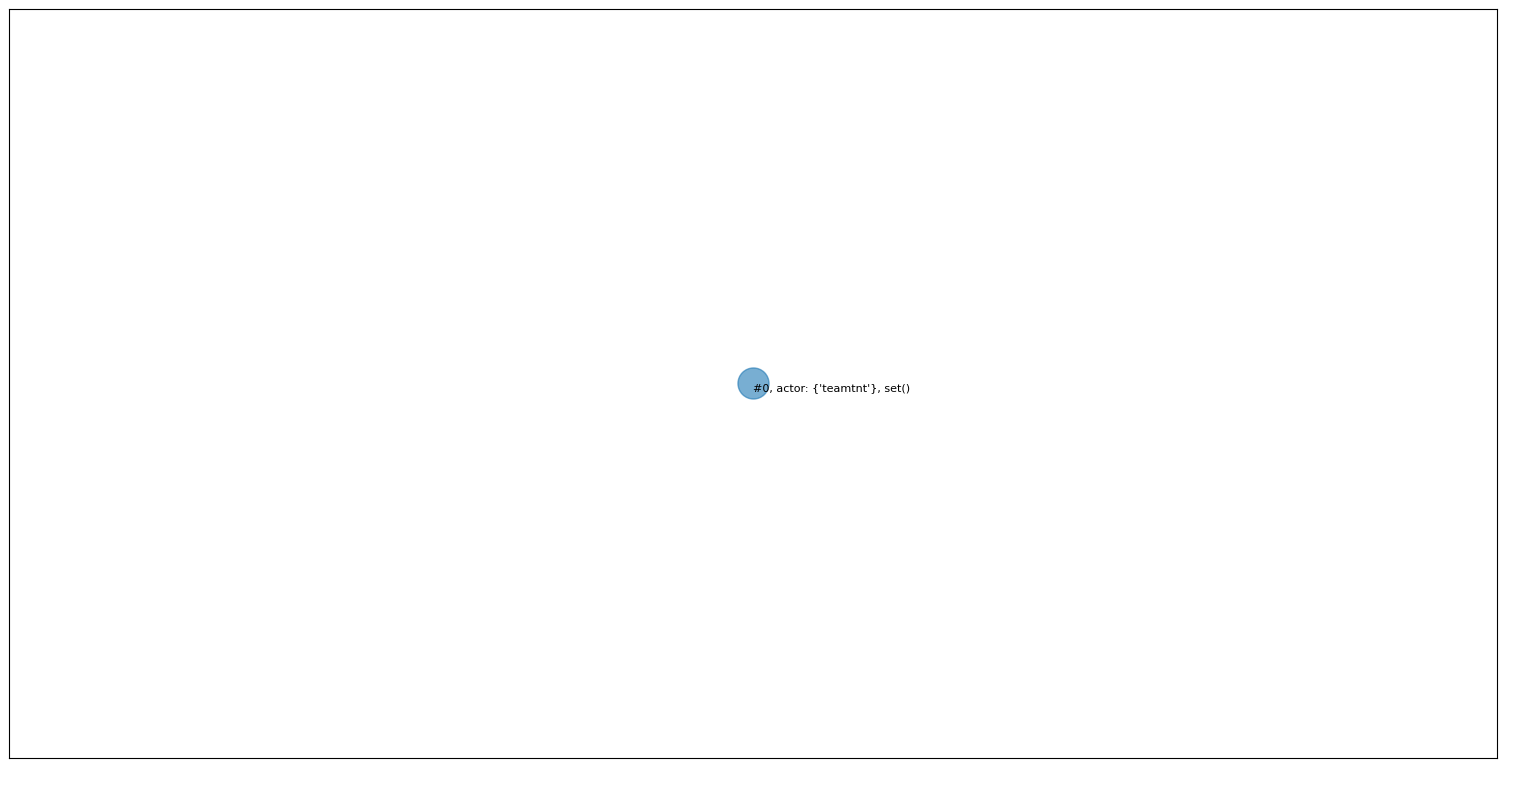 #0, actor: {'teamtnt'}, set()